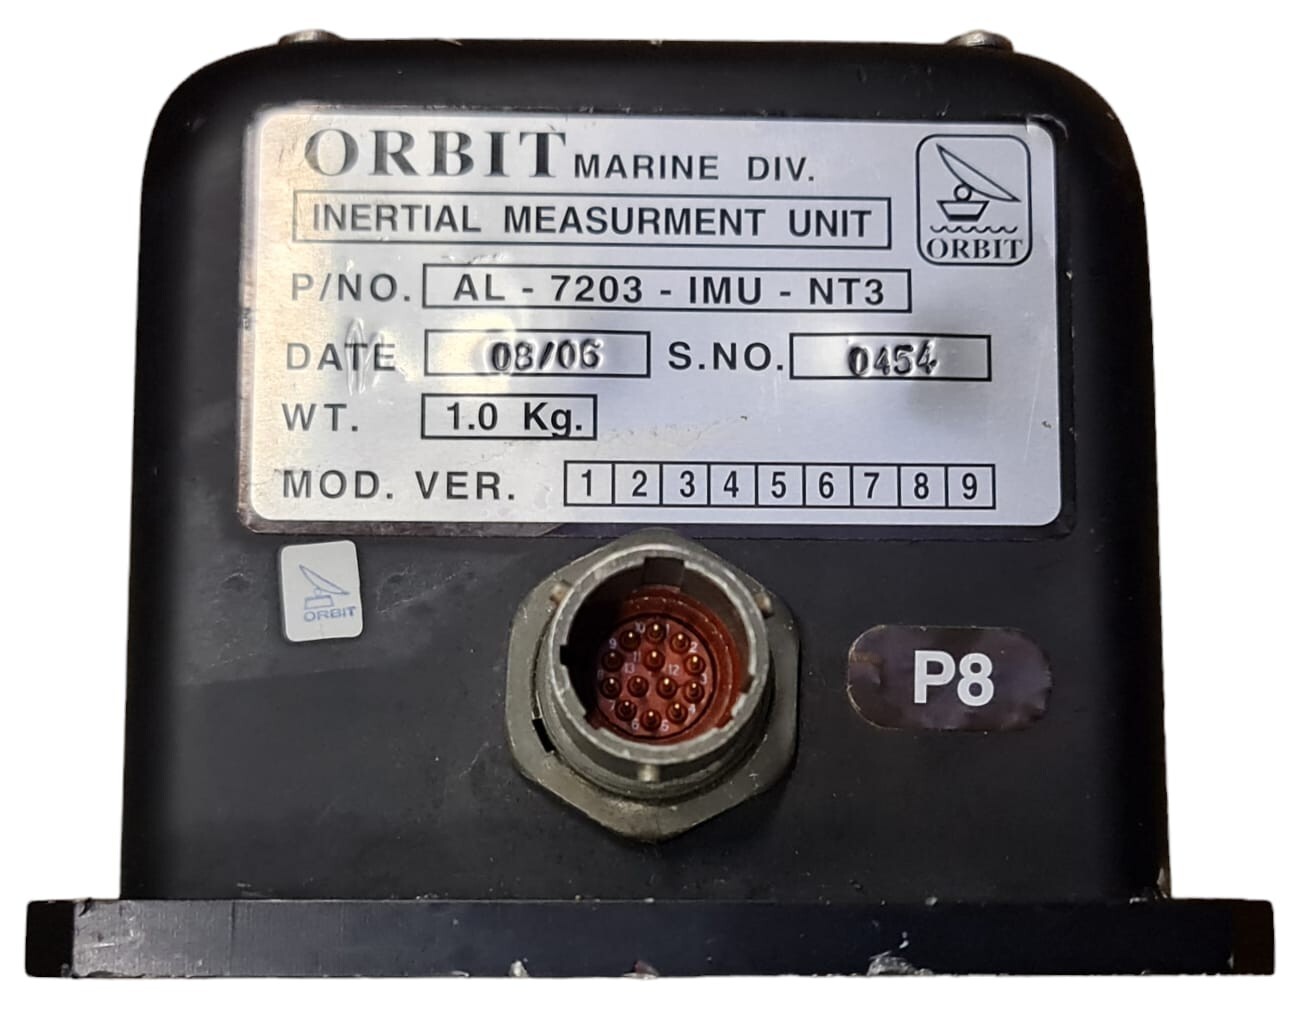 ORBIT MARINE DIV.
ORBIT
INERTIAL MEASURMENT UNIT
P/NO. AL - 7203 - IMU - NT3
DATE 08/06 S.NO. 0454
WT. 1.0 Kg.
MOD. VER. 1 2 3 4 5 6 7 8 9
ORBIT
P8